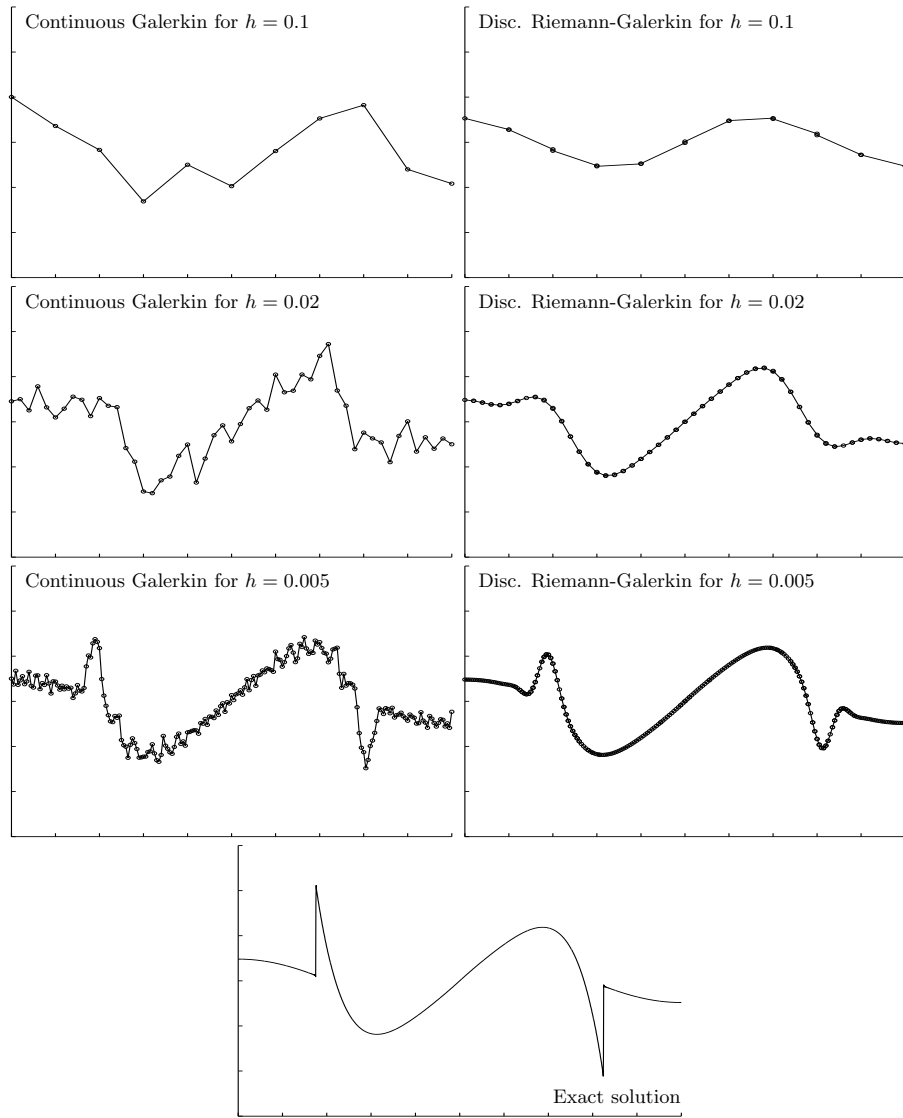 Continuous Galerkin for h = 0.1
Disc. Riemann-Galerkin for h = 0.1
Continuous Galerkin for h = 0.02
Disc. Riemann-Galerkin for h = 0.02
Continuous Galerkin for h = 0.005
Disc. Riemann-Galerkin for h = 0.005
Exact solution